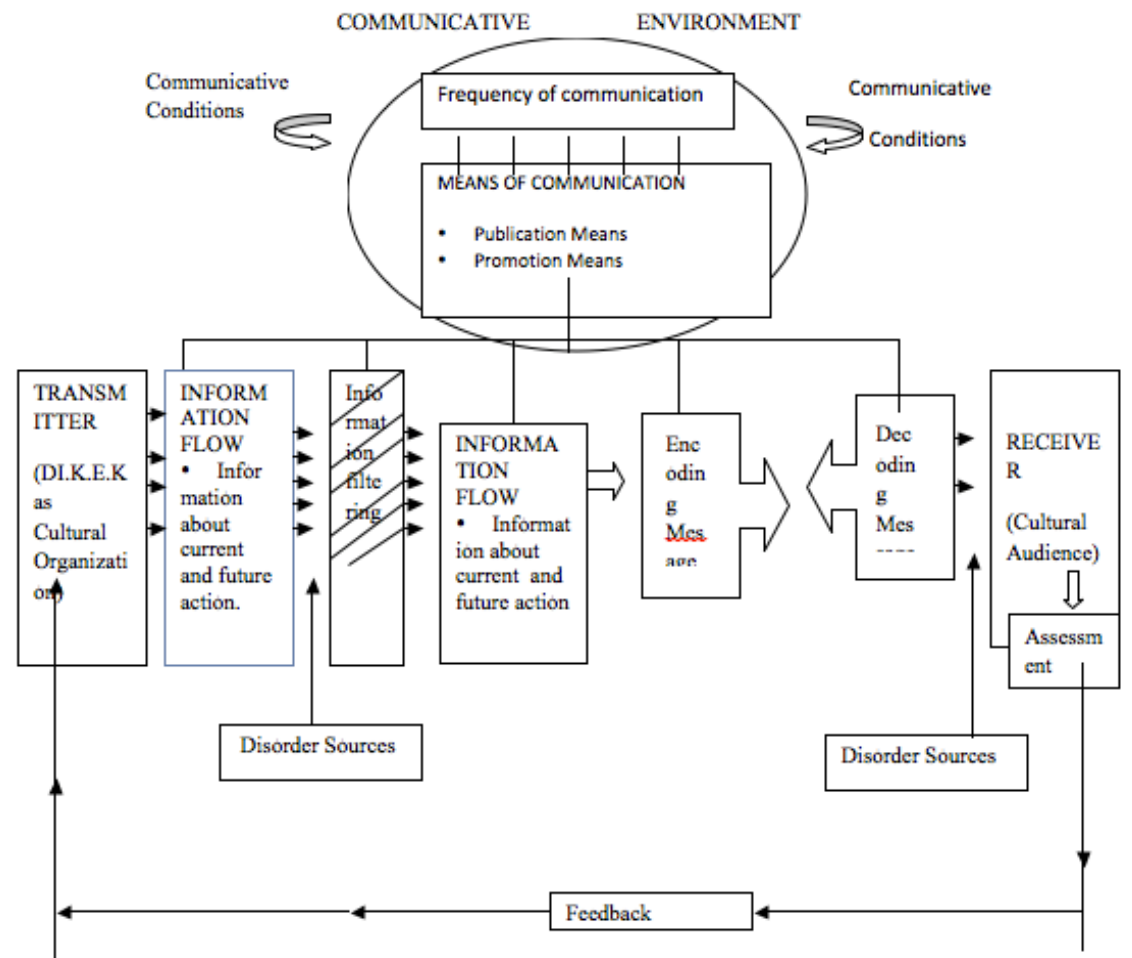 COMMUNICATIVE ENVIRONMENT
Communicative
Conditions
Frequency of communication
Communicative
Conditions
MEANS OF COMMUNICATION
• Publication Means
• Promotion Means
TRANSM
ITTER
(DI.K.E.K
as
Cultural
Organizati
on)
INFORM
ATION
FLOW
• Infor
mation
about
current
and future
action.
Info
rmat
ion
filte
ring
INFORMA
TION
FLOW
• Informat
ion about
current and
future action
Enc
odin
g
Mes
age
Dec
odin
g
Mes
RECEIVE
R
(Cultural
Audience)
Assessm
ent
Disorder Sources
Disorder Sources
Feedback